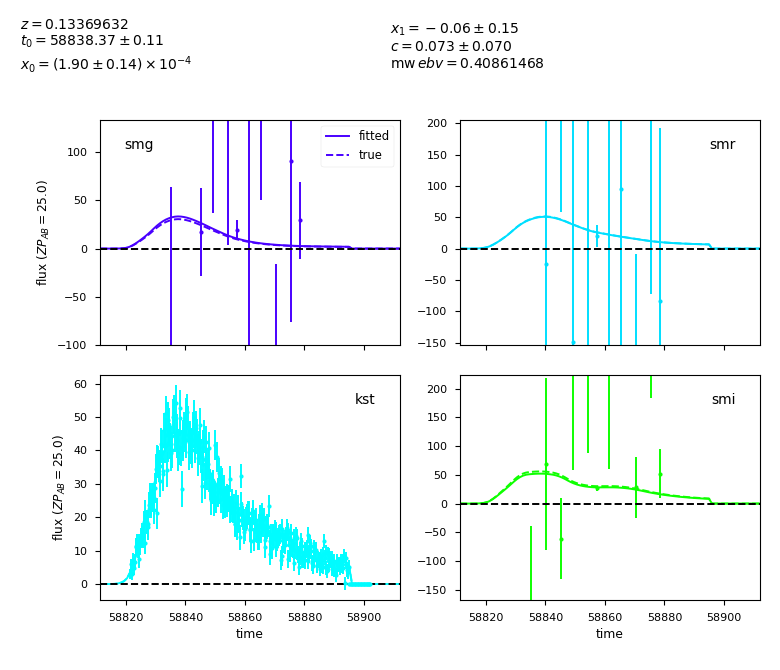 z = 0.13369632
t₀ = 58838.37 ± 0.11
x₀ = (1.90 ± 0.14) × 10⁻⁴
x₁ = −0.06 ± 0.15
c = 0.073 ± 0.070
mw ebv = 0.40861468
smg
fitted
true
100
50
0
−50
−100
flux (ZP_AB = 25.0)
smr
200
150
100
50
0
−50
−100
−150
kst
60
50
40
30
20
10
0
flux (ZP_AB = 25.0)
58820 58840 58860 58880 58900
time
smi
200
150
100
50
0
−50
−100
−150
58820 58840 58860 58880 58900
time